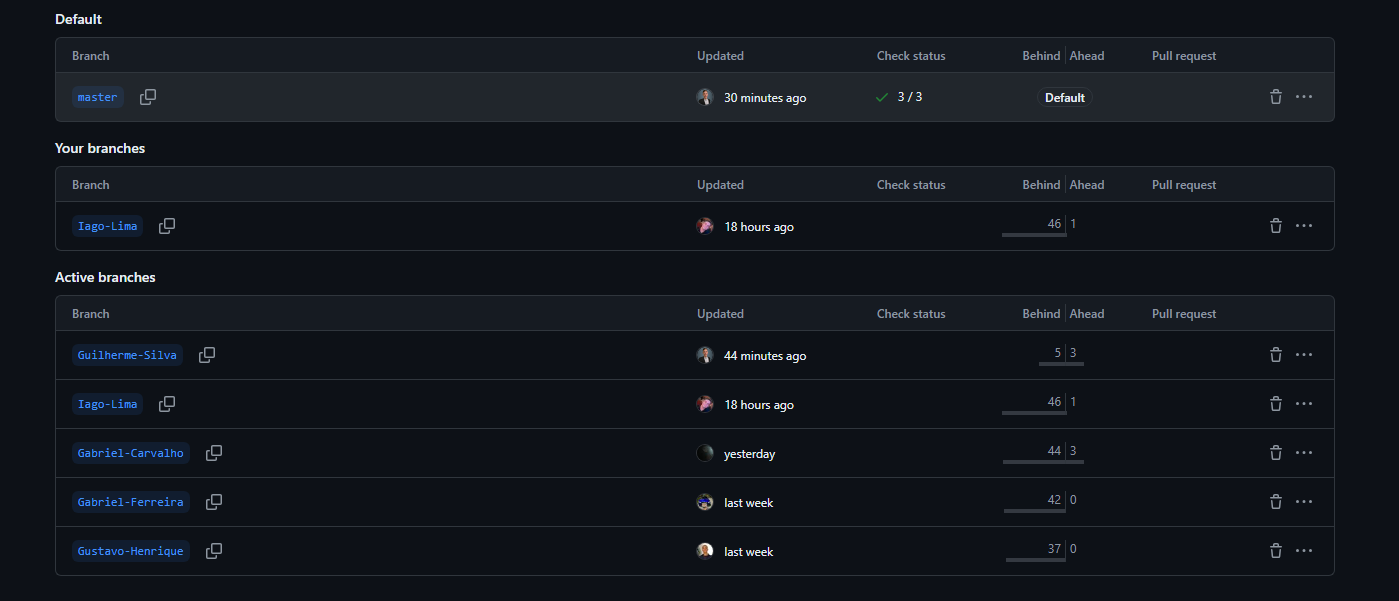 Default
Branch Updated Check status Behind Ahead Pull request
master 30 minutes ago 3 / 3 Default
Your branches
Branch Updated Check status Behind Ahead Pull request
Iago-Lima 18 hours ago 46 1
Active branches
Branch Updated Check status Behind Ahead Pull request
Guilherme-Silva 44 minutes ago 5 3
Iago-Lima 18 hours ago 46 1
Gabriel-Carvalho yesterday 44 3
Gabriel-Ferreira last week 42 0
Gustavo-Henrique last week 37 0